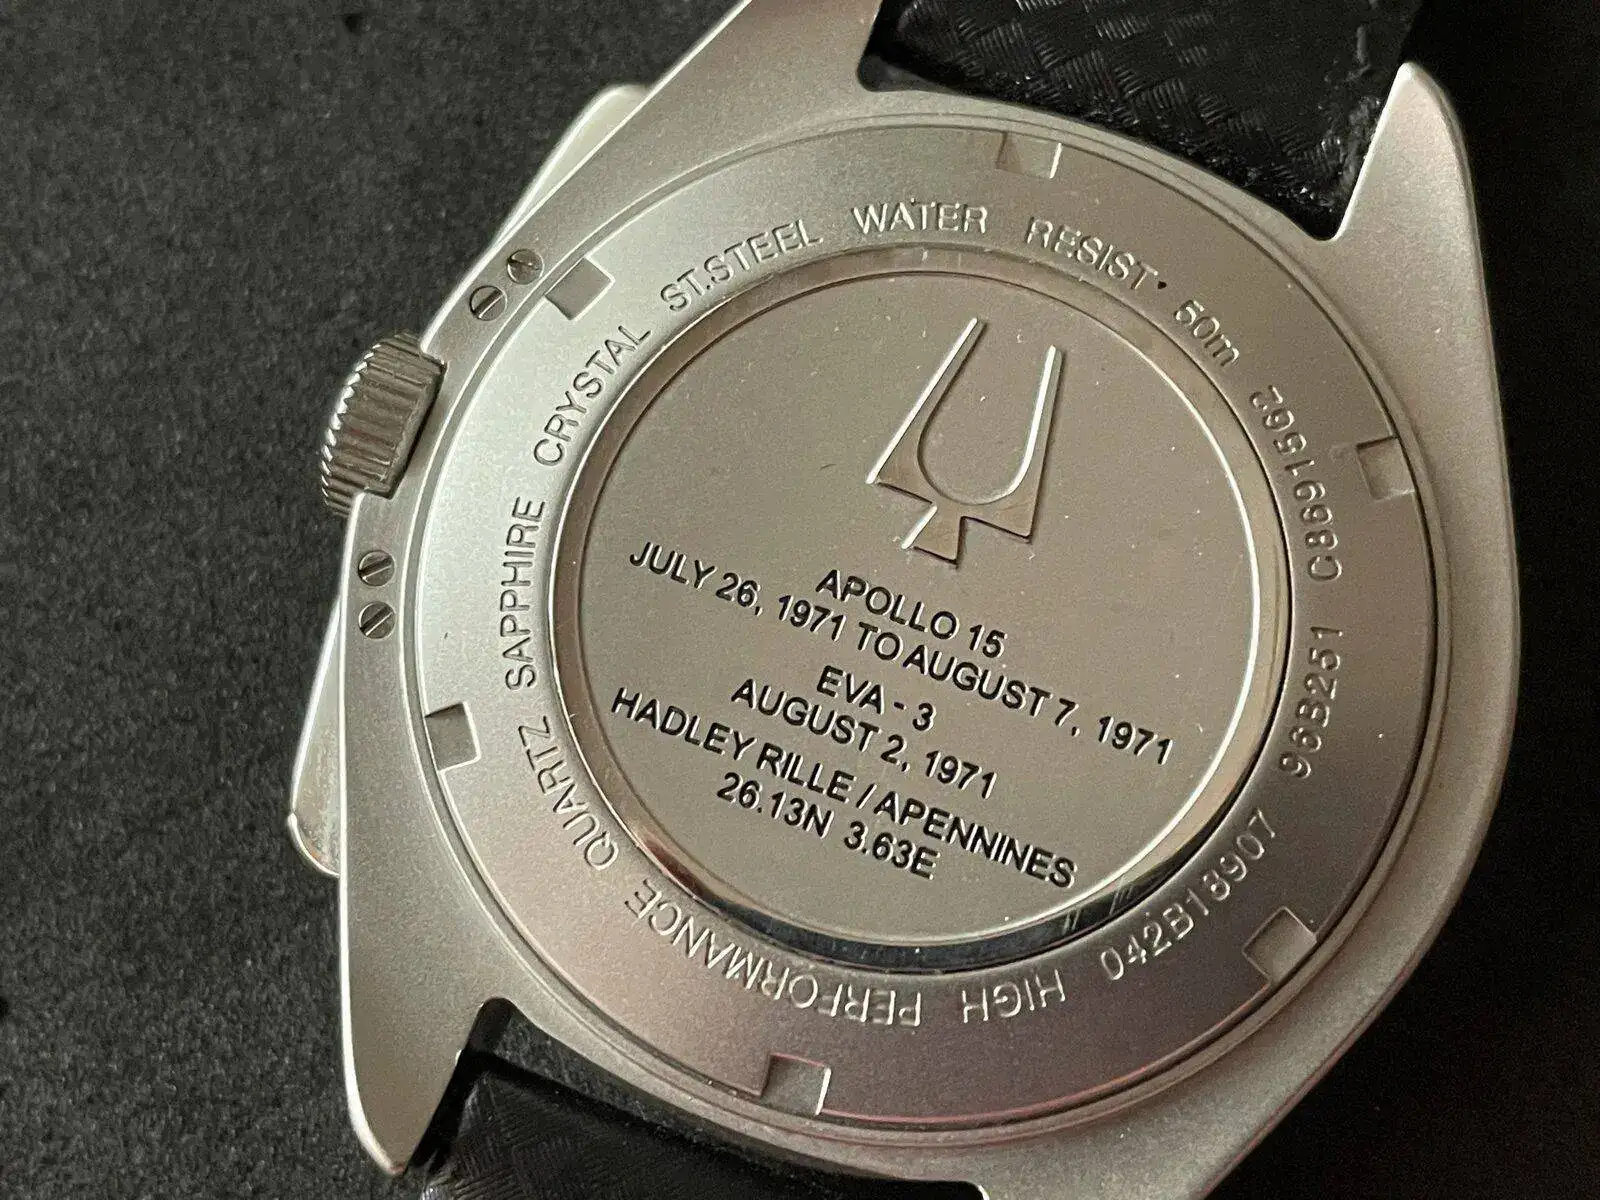 APOLLO 15
JULY 26, 1971 TO AUGUST 7, 1971
EVA - 3
AUGUST 2, 1971
HADLEY RILLE / APENNINES
26.13N 3.63E
HIGH PERFORMANCE QUARTZ SAPPHIRE CRYSTAL ST.STEEL WATER RESIST 50m C8691562 96B251 042B13907